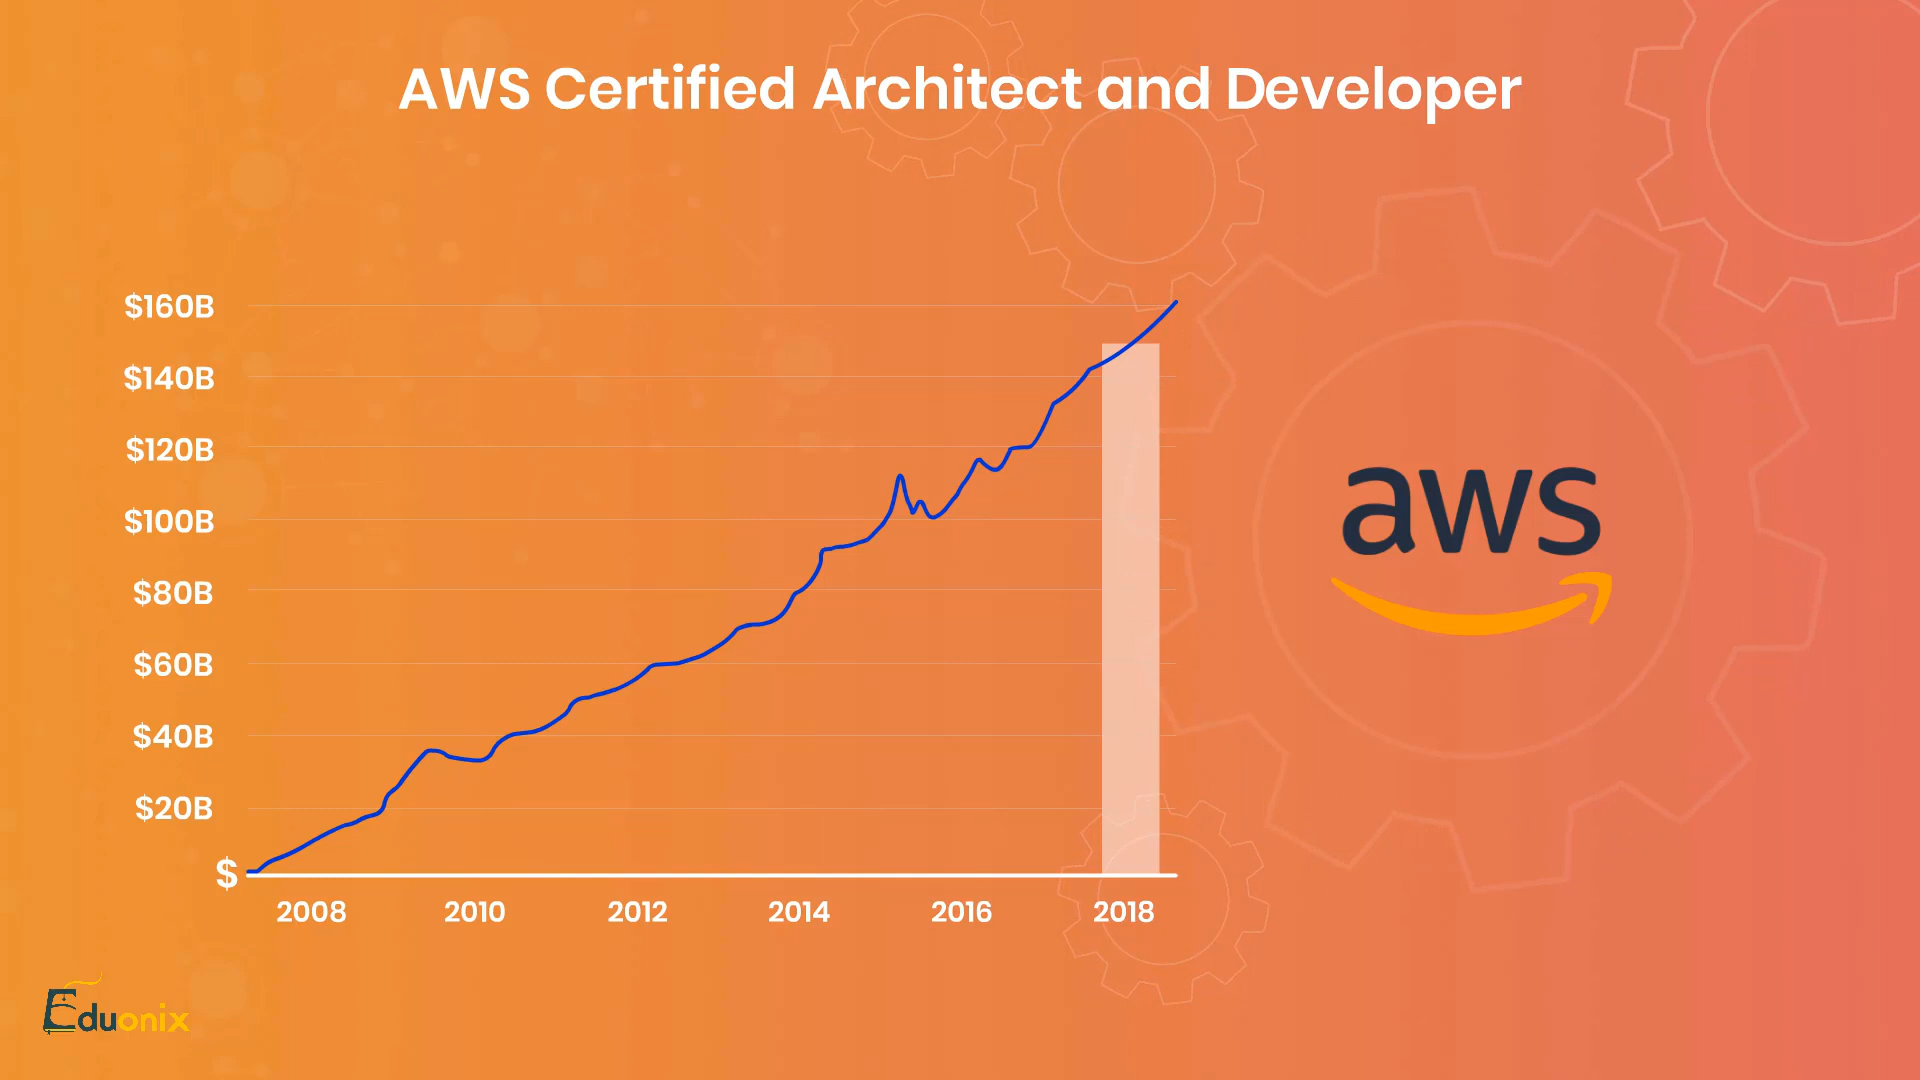 AWS Certified Architect and Developer
$160B
$140B
$120B
$100B
$80B
$60B
$40B
$20B
$
2008 2010 2012 2014 2016 2018
aws
Eduonix